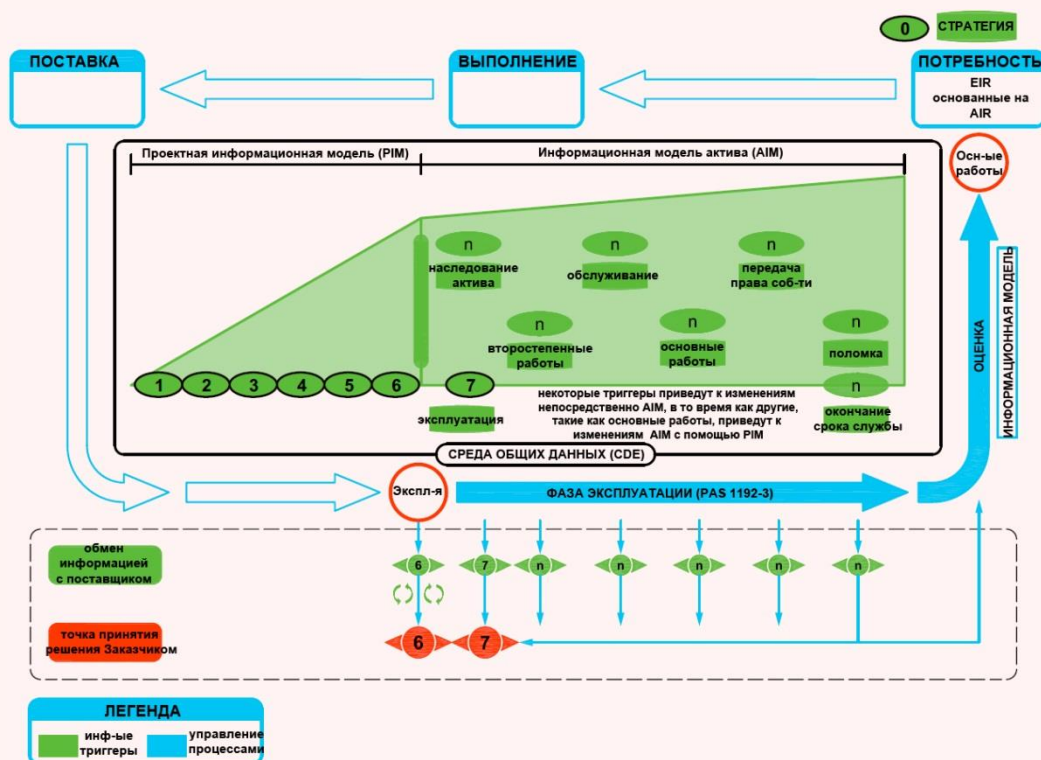 0
СТРАТЕГИЯ
ПОСТАВКА
ВЫПОЛНЕНИЕ
ПОТРЕБНОСТЬ
EIR
основанные на
AIR
Проектная информационная модель (PIM)
Информационная модель актива (AIM)
Осн-ые
работы
n
наследование
актива
n
обслуживание
n
передача
права соб-ти
n
второстепенные
работы
n
основные
работы
n
поломка
1
2
3
4
5
6
7
эксплуатация
некоторые триггеры приведут к изменениям
непосредственно AIM, в то время как другие,
такие как основные работы, приведут к
изменениям AIM с помощью PIM
n
окончание
срока службы
СРЕДА ОБЩИХ ДАННЫХ (CDE)
ОЦЕНКА
ИНФОРМАЦИОННАЯ МОДЕЛЬ
Экспл-я
ФАЗА ЭКСПЛУАТАЦИИ (PAS 1192-3)
обмен
информацией
с поставщиком
6
7
n
n
n
n
n
точка принятия
решения Заказчиком
6
7
ЛЕГЕНДА
инф-ые
триггеры
управление
процессами